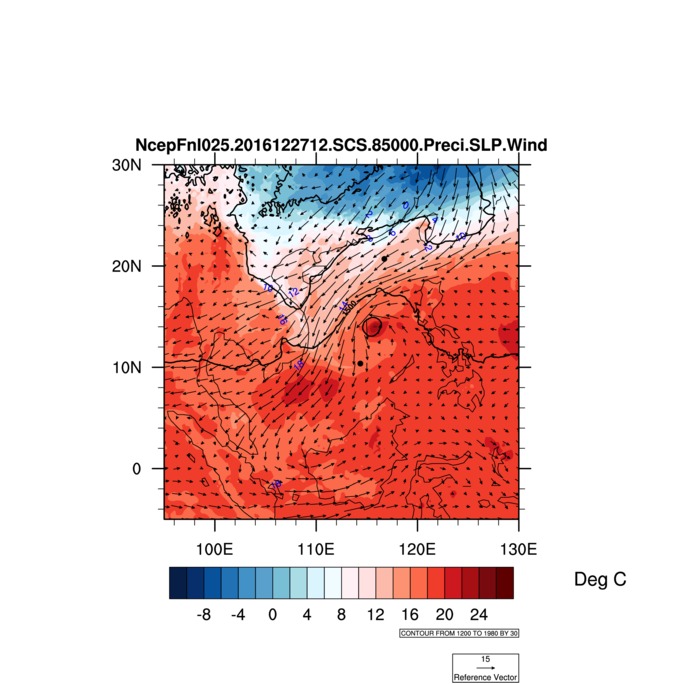 NcepFnl025.2016122712.SCS.85000.Preci.SLP.Wind
30N
20N
10N
0
100E 110E 120E 130E
-8 -4 0 4 8 12 16 20 24
Deg C
CONTOUR FROM 1200 TO 1980 BY 30
15
Reference Vector